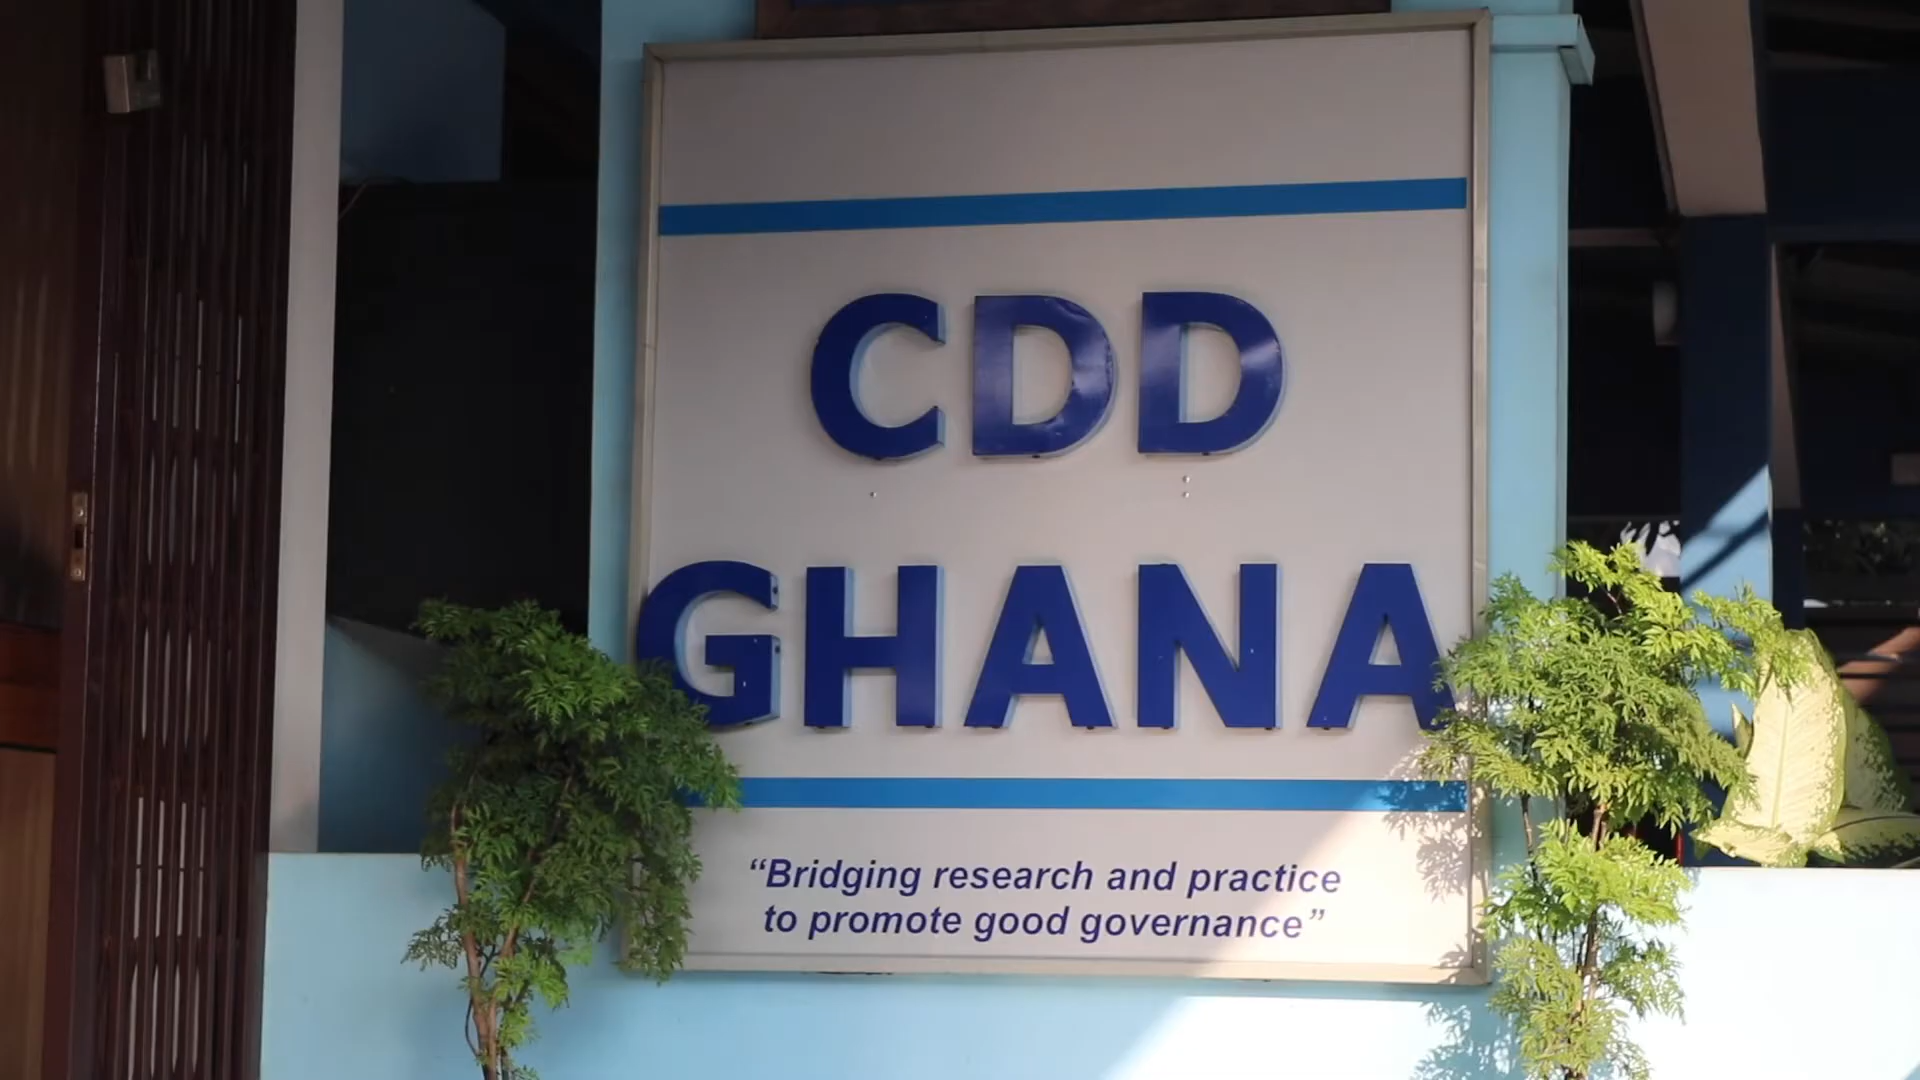 CDD
GHANA
“Bridging research and practice
to promote good governance”